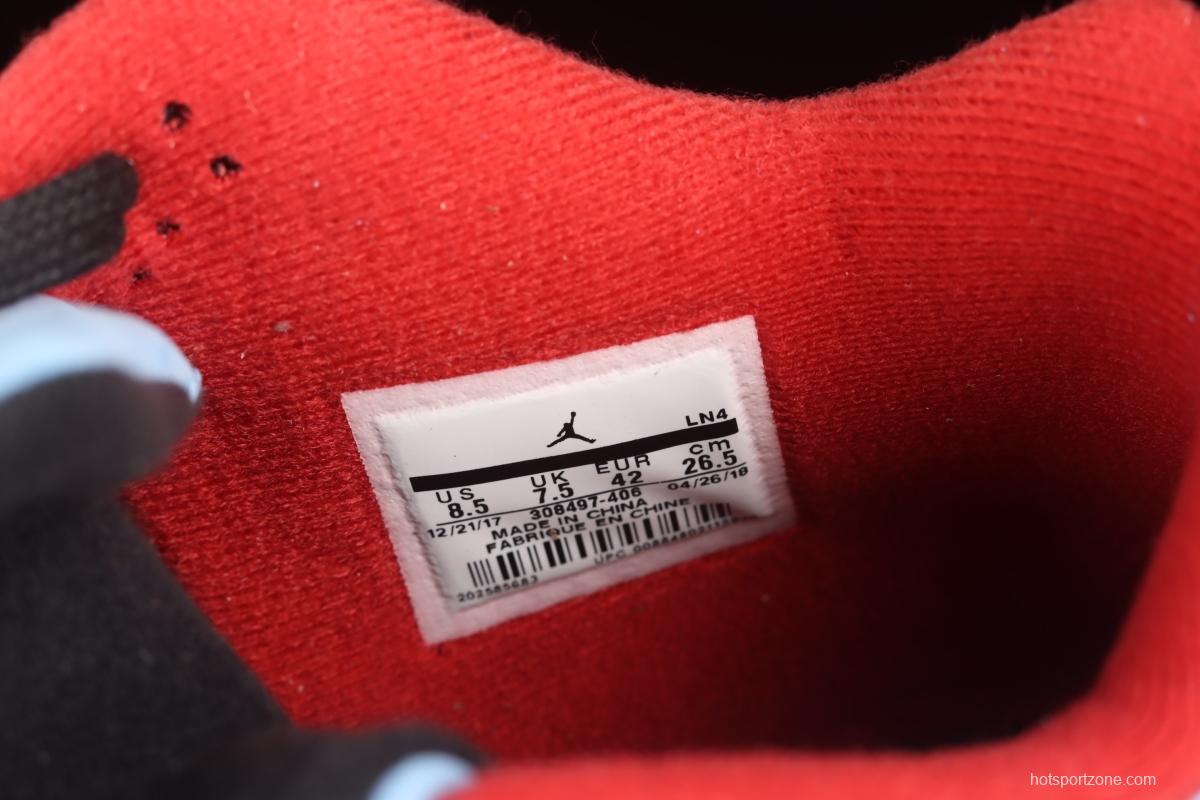 LN4
US UK EUR cm
8.5 7.5 42 26.5
12/21/17 308497-406 04/26/18
MADE IN CHINA
FABRIQUE EN CHINE
UPC
202585683
hotsportzone.com